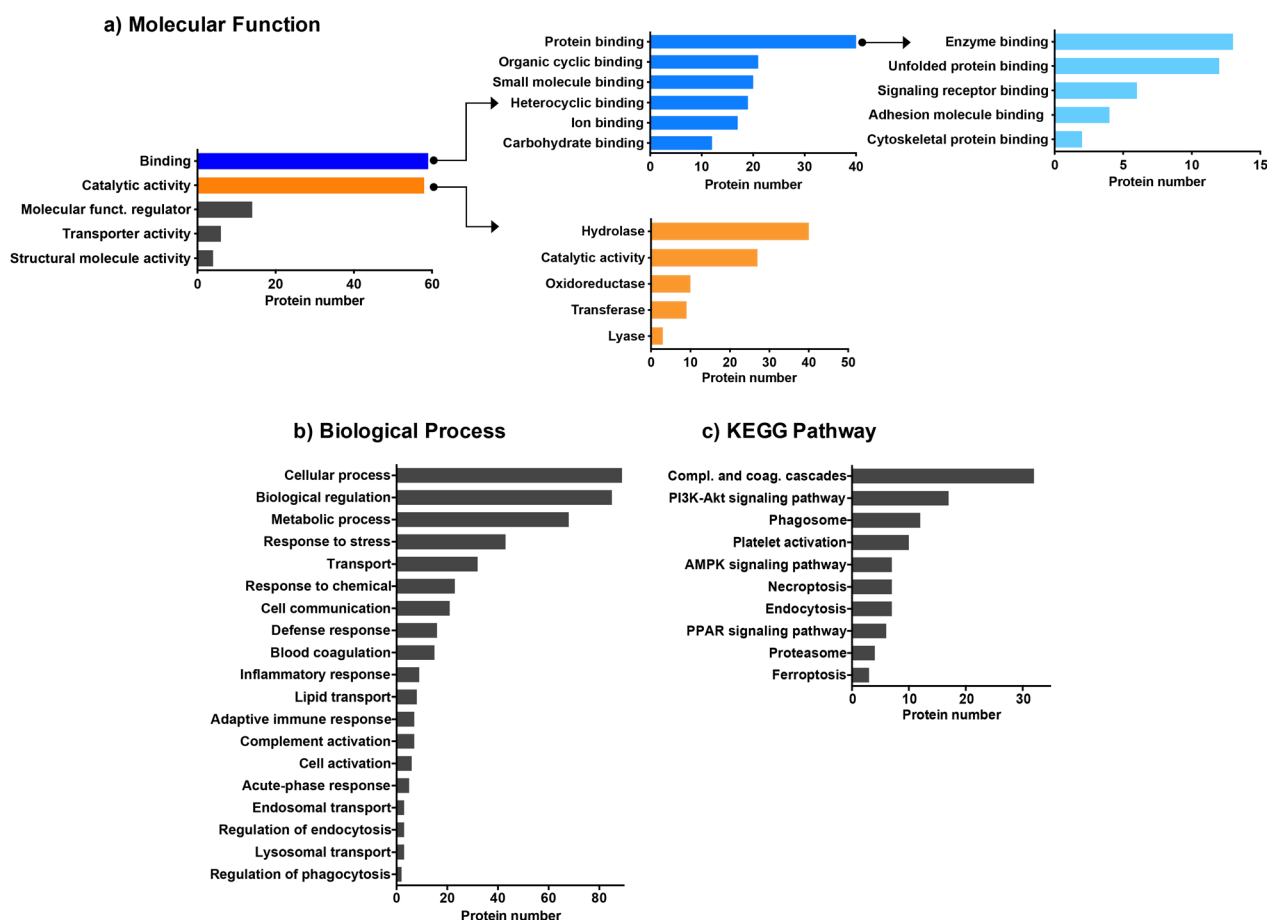 a) Molecular Function
Binding
Catalytic activity
Molecular funct. regulator
Transporter activity
Structural molecule activity
0 20 40 60
Protein number
Protein binding
Organic cyclic binding
Small molecule binding
Heterocyclic binding
Ion binding
Carbohydrate binding
0 10 20 30 40
Protein number
Enzyme binding
Unfolded protein binding
Signaling receptor binding
Adhesion molecule binding
Cytoskeletal protein binding
0 5 10 15
Protein number
Hydrolase
Catalytic activity
Oxidoreductase
Transferase
Lyase
0 10 20 30 40 50
Protein number
b) Biological Process
Cellular process
Biological regulation
Metabolic process
Response to stress
Transport
Response to chemical
Cell communication
Defense response
Blood coagulation
Inflammatory response
Lipid transport
Adaptive immune response
Complement activation
Cell activation
Acute-phase response
Endosomal transport
Regulation of endocytosis
Lysosomal transport
Regulation of phagocytosis
0 20 40 60 80
Protein number
c) KEGG Pathway
Compl. and coag. cascades
PI3K-Akt signaling pathway
Phagosome
Platelet activation
AMPK signaling pathway
Necroptosis
Endocytosis
PPAR signaling pathway
Proteasome
Ferroptosis
0 10 20 30
Protein number